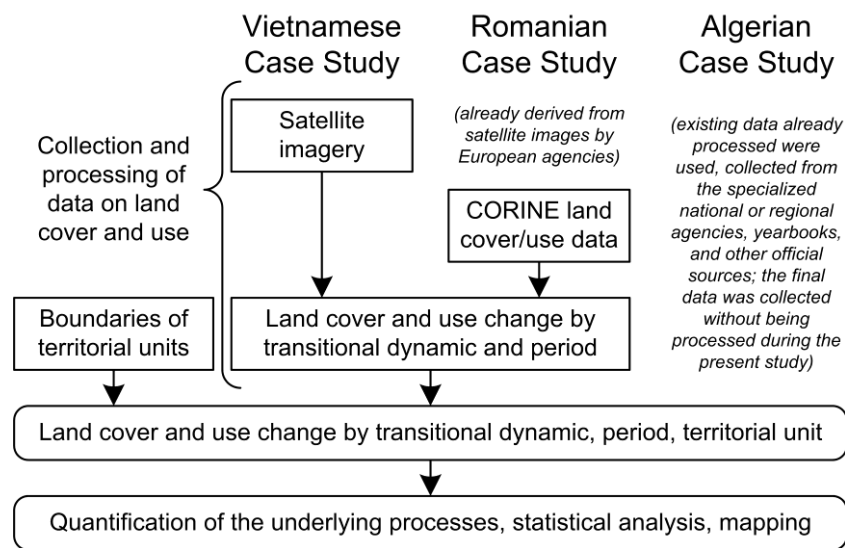 Vietnamese
Case Study
Romanian
Case Study
Algerian
Case Study
Collection and
processing of
data on land
cover and use
Satellite
imagery
(already derived from
satellite images by
European agencies)
(existing data already
processed were
used, collected from
the specialized
national or regional
agencies, yearbooks,
and other official
sources; the final
data was collected
without being
processed during the
present study)
CORINE land
cover/use data
Boundaries of
territorial units
Land cover and use change by
transitional dynamic and period
Land cover and use change by transitional dynamic, period, territorial unit
Quantification of the underlying processes, statistical analysis, mapping